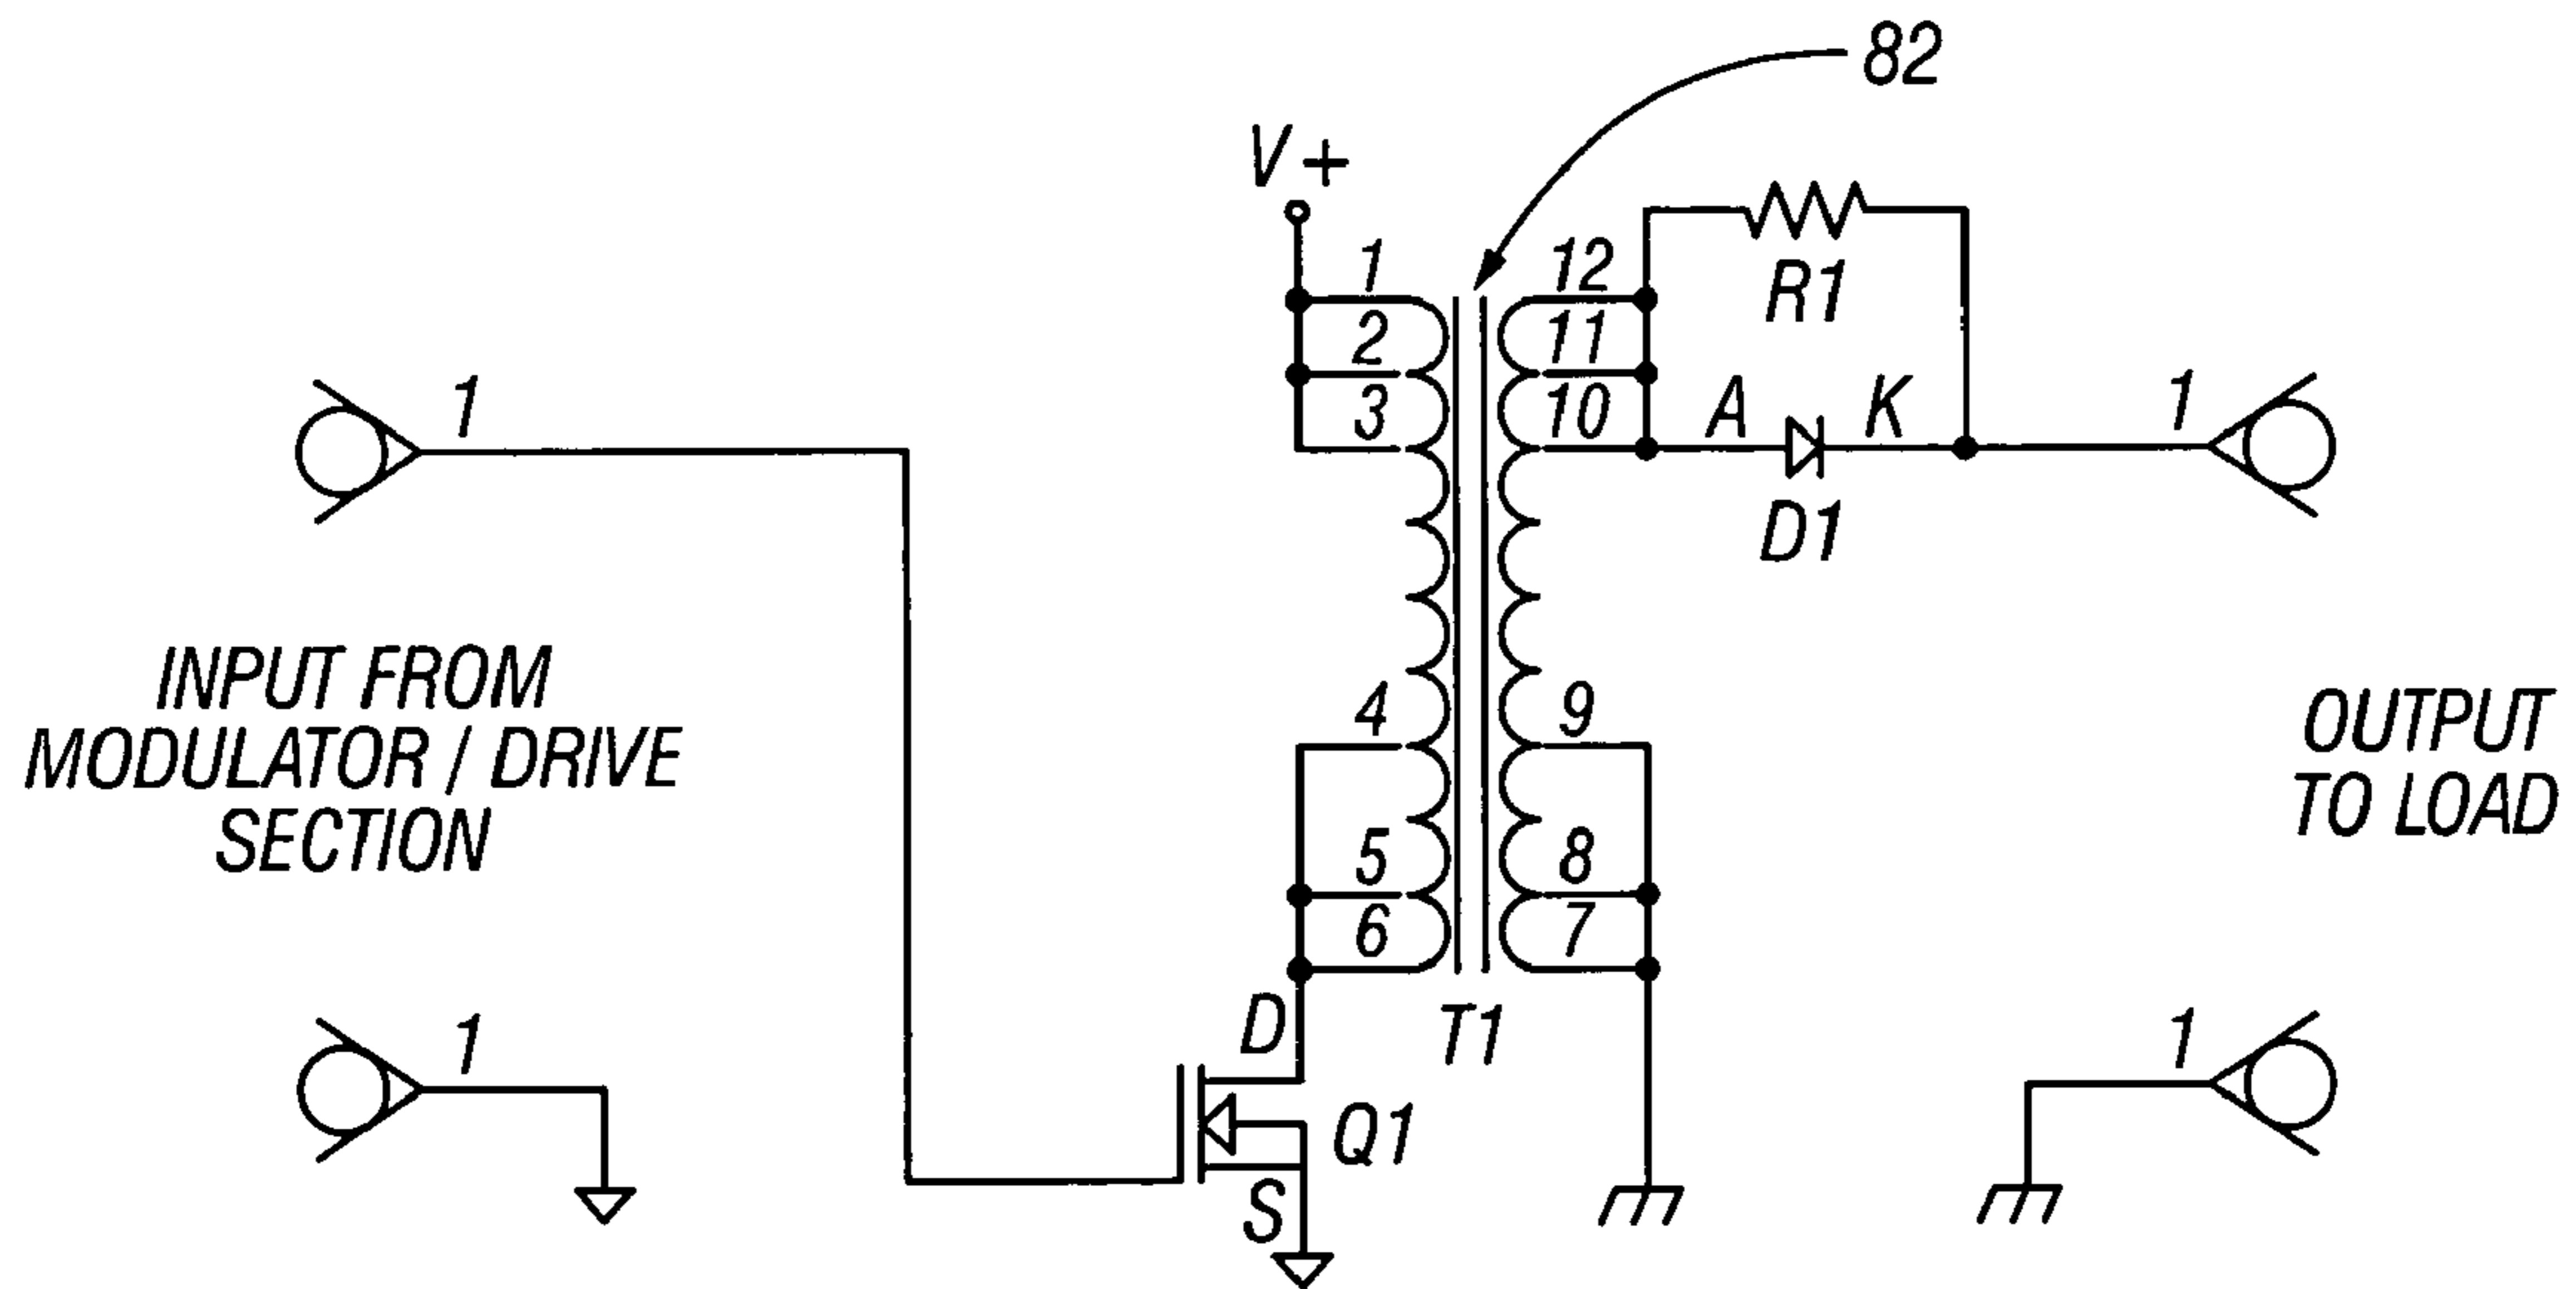 82
V+
1
2
3
4
5
6
12
11
10
9
8
7
R1
A
K
D1
1
1
INPUT FROM
MODULATOR / DRIVE
SECTION
OUTPUT
TO LOAD
D
T1
Q1
S
1
1